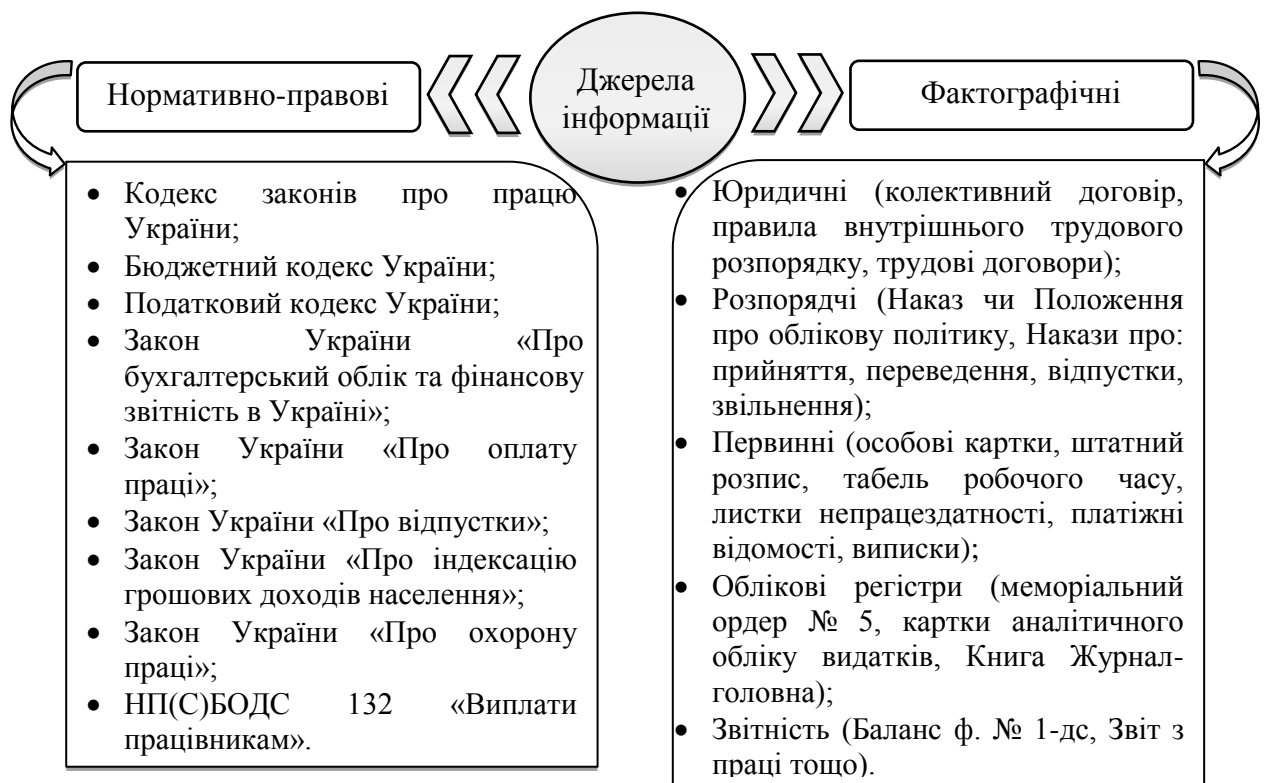 Джерела
інформації
Нормативно-правові
Фактографічні
• Кодекс законів про працю
України;
• Бюджетний кодекс України;
• Податковий кодекс України;
• Закон України «Про
бухгалтерський облік та фінансову
звітність в Україні»;
• Закон України «Про оплату
праці»;
• Закон України «Про відпустки»;
• Закон України «Про індексацію
грошових доходів населення»;
• Закон України «Про охорону
праці»;
• НП(С)БОДС 132 «Виплати
працівникам».
• Юридичні (колективний договір,
правила внутрішнього трудового
розпорядку, трудові договори);
• Розпорядчі (Наказ чи Положення
про облікову політику, Накази про:
прийняття, переведення, відпустки,
звільнення);
• Первинні (особові картки, штатний
розпис, табель робочого часу,
листки непрацездатності, платіжні
відомості, виписки);
• Облікові регістри (меморіальний
ордер № 5, картки аналітичного
обліку видатків, Книга Журнал-
головна);
• Звітність (Баланс ф. № 1-дс, Звіт з
праці тощо).